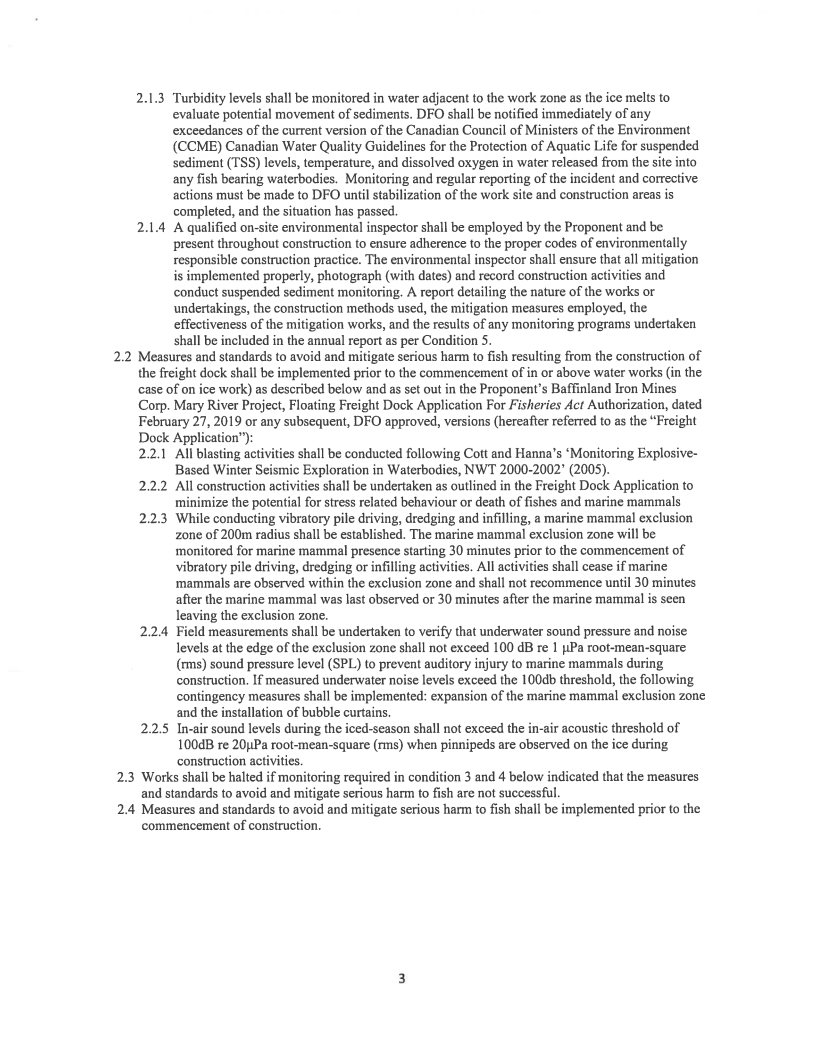 2.1.3 Turbidity levels shall be monitored in water adjacent to the work zone as the ice melts to
evaluate potential movement of sediments. DFO shall be notified immediately of any
exceedances of the current version of the Canadian Council of Ministers of the Environment
(CCME) Canadian Water Quality Guidelines for the Protection of Aquatic Life for suspended
sediment (TSS) levels, temperature, and dissolved oxygen in water released from the site into
any fish bearing waterbodies. Monitoring and regular reporting of the incident and corrective
actions must be made to DFO until stabilization of the work site and construction areas is
completed, and the situation has passed.
2.1.4 A qualified on-site environmental inspector shall be employed by the Proponent and be
present throughout construction to ensure adherence to the proper codes of environmentally
responsible construction practice. The environmental inspector shall ensure that all mitigation
is implemented properly, photograph (with dates) and record construction activities and
conduct suspended sediment monitoring. A report detailing the nature of the works or
undertakings, the construction methods used, the mitigation measures employed, the
effectiveness of the mitigation works, and the results of any monitoring programs undertaken
shall be included in the annual report as per Condition 5.
2.2 Measures and standards to avoid and mitigate serious harm to fish resulting from the construction of
the freight dock shall be implemented prior to the commencement of in or above water works (in the
case of on ice work) as described below and as set out in the Proponent's Baffinland Iron Mines
Corp. Mary River Project, Floating Freight Dock Application For Fisheries Act Authorization, dated
February 27, 2019 or any subsequent, DFO approved, versions (hereafter referred to as the “Freight
Dock Application”):
2.2.1 All blasting activities shall be conducted following Cott and Hanna's ‘Monitoring Explosive-
Based Winter Seismic Exploration in Waterbodies, NWT 2000-2002’ (2005).
2.2.2 All construction activities shall be undertaken as outlined in the Freight Dock Application to
minimize the potential for stress related behaviour or death of fishes and marine mammals
2.2.3 While conducting vibratory pile driving, dredging and infilling, a marine mammal exclusion
zone of 200m radius shall be established. The marine mammal exclusion zone will be
monitored for marine mammal presence starting 30 minutes prior to the commencement of
vibratory pile driving, dredging or infilling activities. All activities shall cease if marine
mammals are observed within the exclusion zone and shall not recommence until 30 minutes
after the marine mammal was last observed or 30 minutes after the marine mammal is seen
leaving the exclusion zone.
2.2.4 Field measurements shall be undertaken to verify that underwater sound pressure and noise
levels at the edge of the exclusion zone shall not exceed 100 dB re 1 µPa root-mean-square
(rms) sound pressure level (SPL) to prevent auditory injury to marine mammals during
construction. If measured underwater noise levels exceed the 100db threshold, the following
contingency measures shall be implemented: expansion of the marine mammal exclusion zone
and the installation of bubble curtains.
2.2.5 In-air sound levels during the iced-season shall not exceed the in-air acoustic threshold of
100dB re 20µPa root-mean-square (rms) when pinnipeds are observed on the ice during
construction activities.
2.3 Works shall be halted if monitoring required in condition 3 and 4 below indicated that the measures
and standards to avoid and mitigate serious harm to fish are not successful.
2.4 Measures and standards to avoid and mitigate serious harm to fish shall be implemented prior to the
commencement of construction.
3